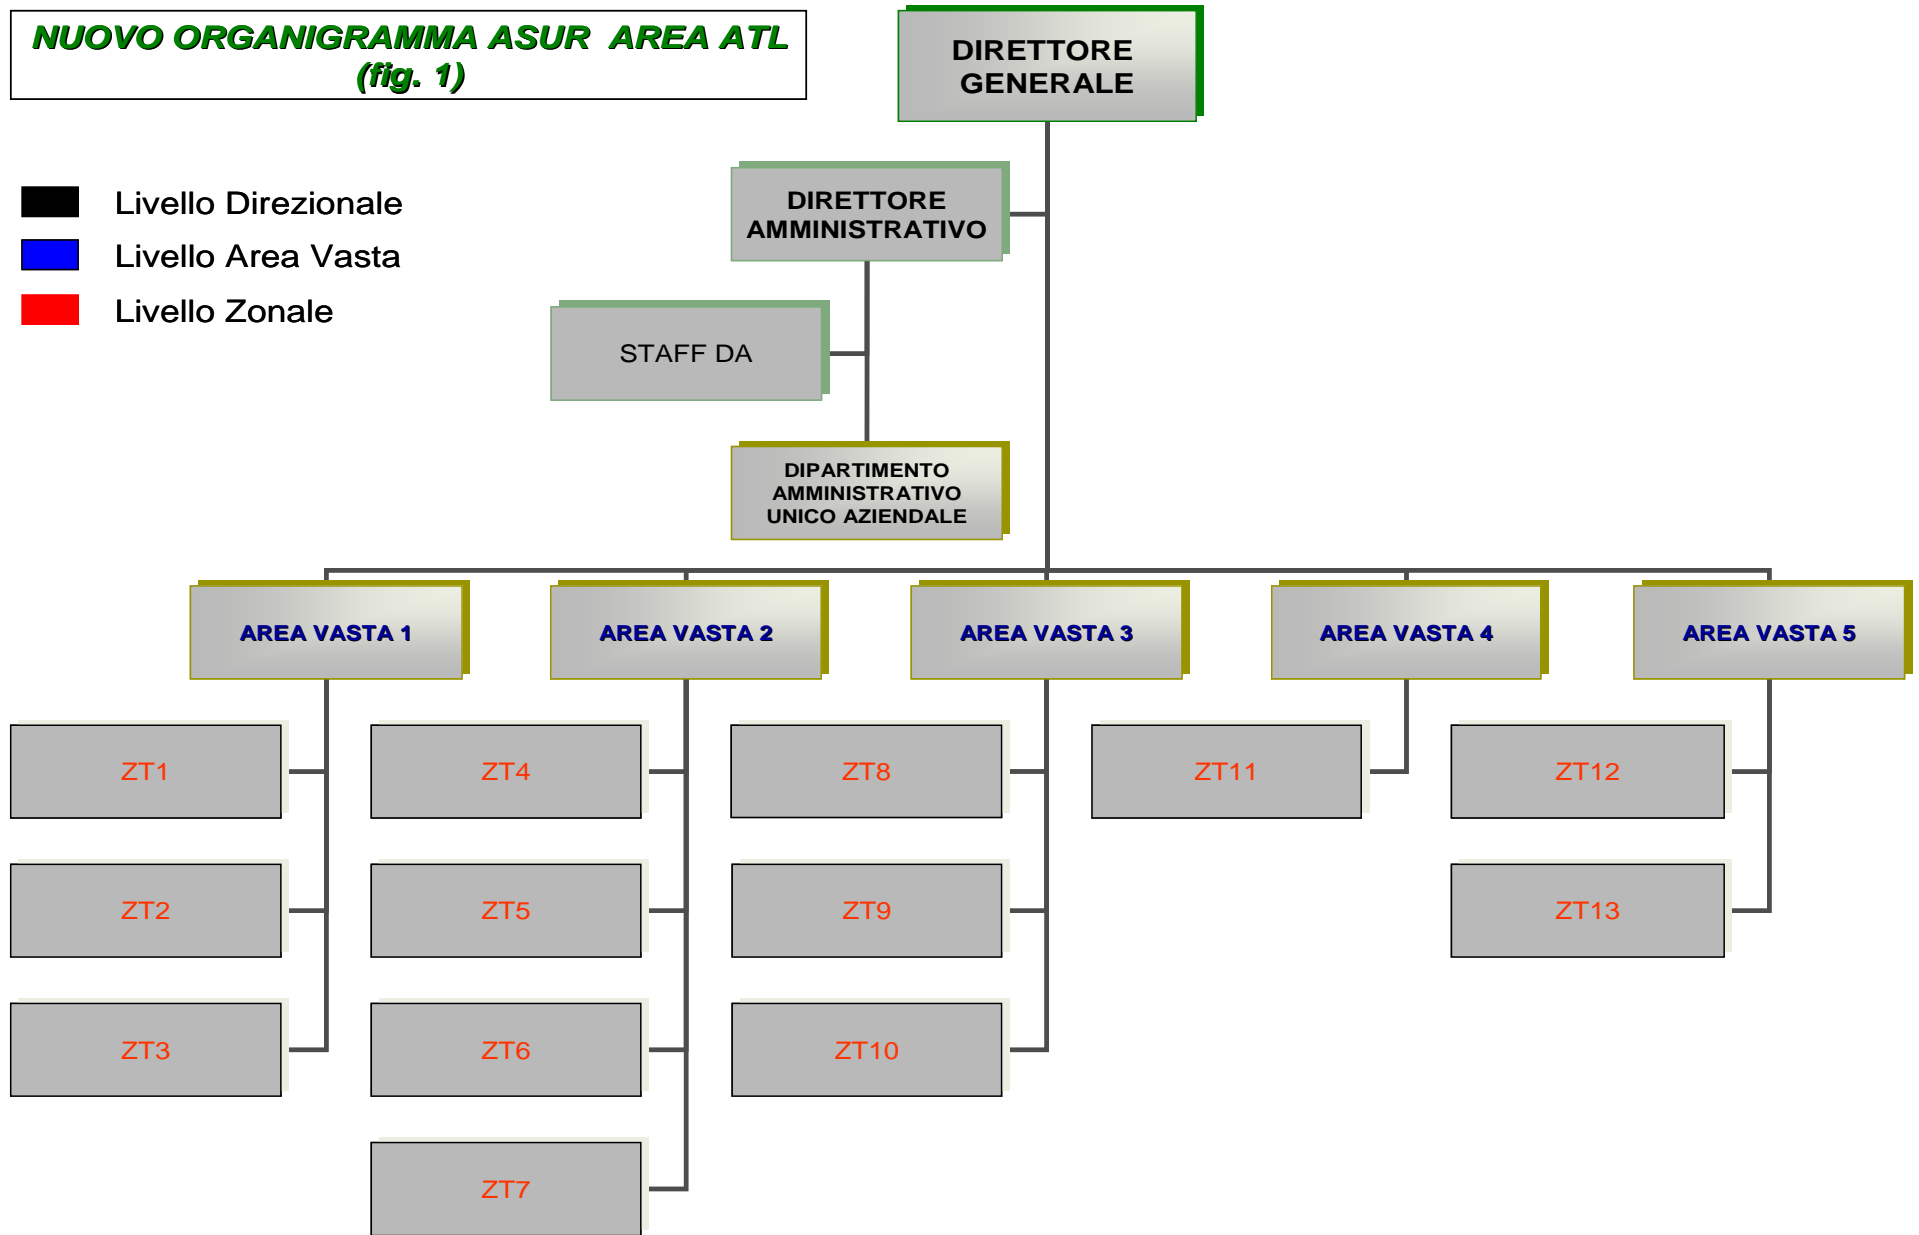 NUOVO ORGANIGRAMMA ASUR AREA ATL
(fig. 1)
DIRETTORE
GENERALE
Livello Direzionale
Livello Area Vasta
Livello Zonale
DIRETTORE
AMMINISTRATIVO
STAFF DA
DIPARTIMENTO
AMMINISTRATIVO
UNICO AZIENDALE
AREA VASTA 1
AREA VASTA 2
AREA VASTA 3
AREA VASTA 4
AREA VASTA 5
ZT1
ZT4
ZT8
ZT11
ZT12
ZT2
ZT5
ZT9
ZT13
ZT3
ZT6
ZT10
ZT7